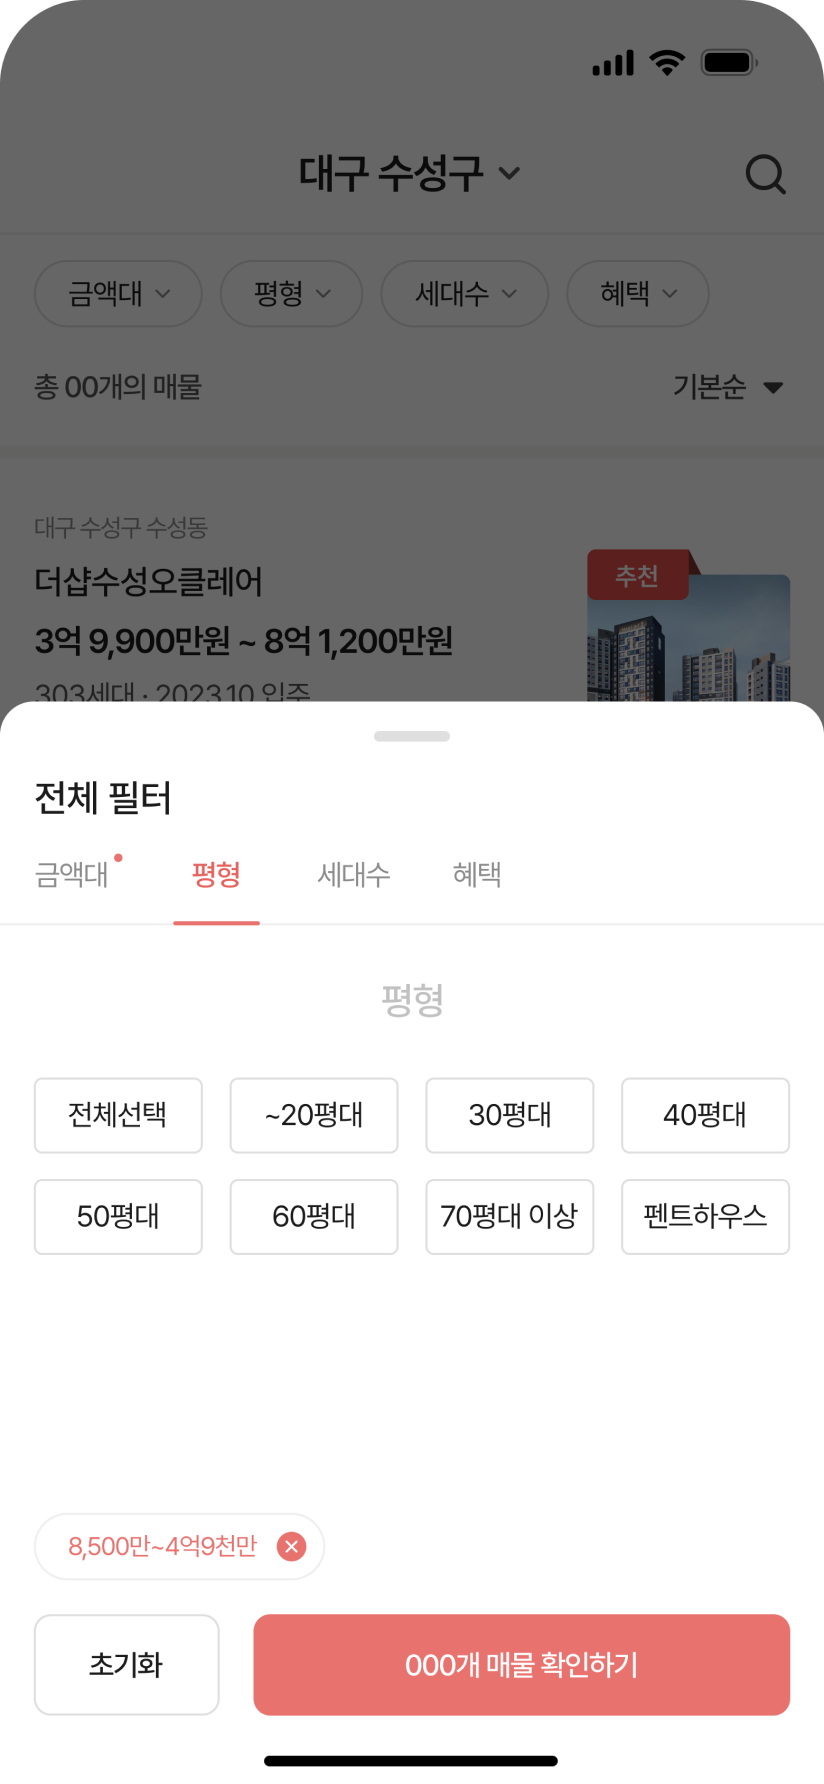 대구 수성구
금액대 평형 세대수 혜택
총 00개의 매물 기본순
대구 수성구 수성동
더샵수성오클레어
추천
3억 9,900만원 ~ 8억 1,200만원
303세대 · 2023.10 입주
전체 필터
금액대 평형 세대수 혜택
평형
전체선택 ~20평대 30평대 40평대
50평대 60평대 70평대 이상 펜트하우스
8,500만~4억9천만
초기화 000개 매물 확인하기